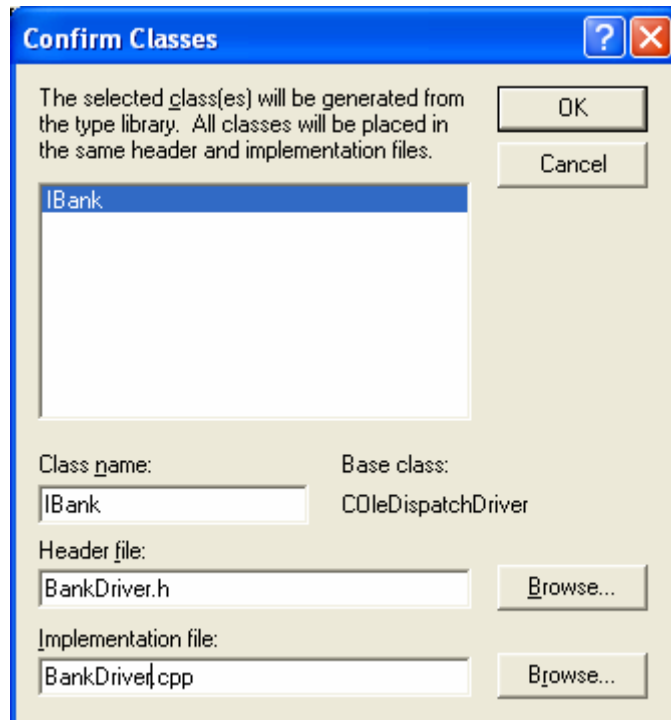 Confirm Classes
The selected class(es) will be generated from
the type library. All classes will be placed in
the same header and implementation files.
OK
Cancel
IBank
Class name:
Base class:
IBank
COleDispatchDriver
Header file:
BankDriver.h
Browse...
Implementation file:
BankDriver.cpp
Browse...